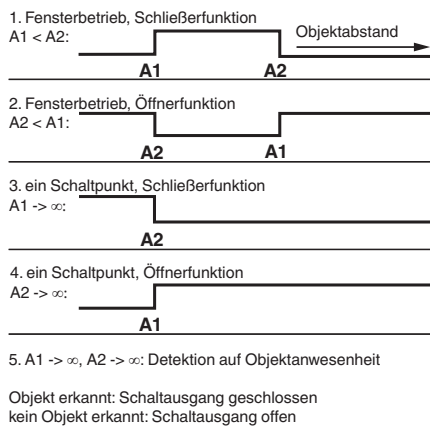 1. Fensterbetrieb, Schließerfunktion
A1 < A2:
Objektabstand
A1 A2
2. Fensterbetrieb, Öffnerfunktion
A2 < A1:
A2 A1
3. ein Schaltpunkt, Schließerfunktion
A1 -> ∞:
A2
4. ein Schaltpunkt, Öffnerfunktion
A2 -> ∞:
A1
5. A1 -> ∞, A2 -> ∞: Detektion auf Objektanwesenheit
Objekt erkannt: Schaltausgang geschlossen
kein Objekt erkannt: Schaltausgang offen